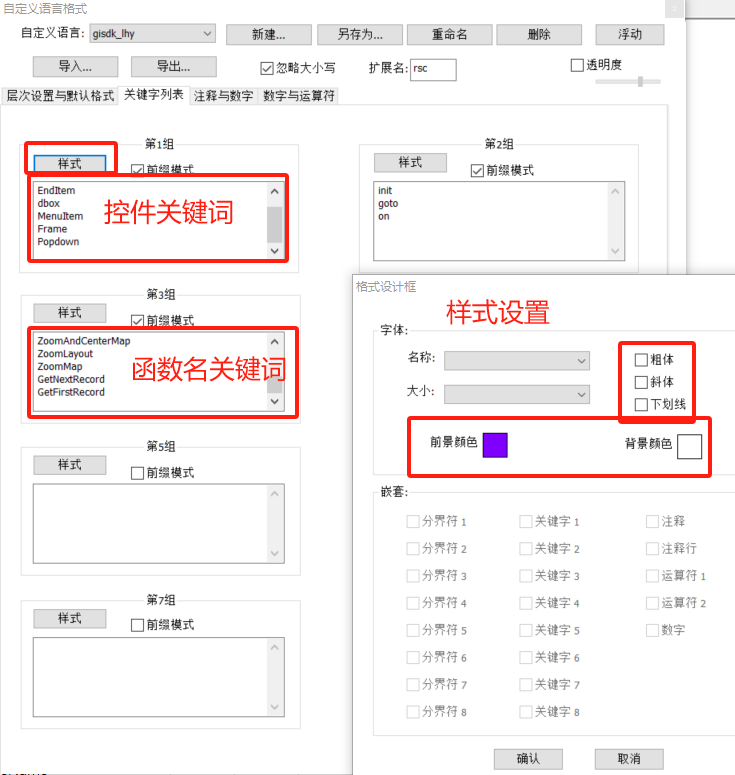 自定义语言格式
自定义语言: gisdk_lhy 新建... 另存为... 重命名 删除 浮动
导入... 导出... 忽略大小写 扩展名: rsc 透明度
层次设置与默认格式 关键字列表 注释与数字 数字与运算符
第1组
样式 前缀模式
EndItem
dbox
MenuItem
Frame
Popdown
控件关键词
第2组
样式 前缀模式
init
goto
on
第3组
样式 前缀模式
ZoomAndCenterMap
ZoomLayout
ZoomMap
GetNextRecord
GetFirstRecord
函数名关键词
第5组
样式 前缀模式
第7组
样式 前缀模式
格式设计框
样式设置
字体:
名称: 粗体
斜体
大小: 下划线
前景颜色 背景颜色
嵌套:
分界符 1 关键字 1 注释
分界符 2 关键字 2 注释行
分界符 3 关键字 3 运算符 1
分界符 4 关键字 4 运算符 2
分界符 5 关键字 5 数字
分界符 6 关键字 6
分界符 7 关键字 7
分界符 8 关键字 8
确认 取消